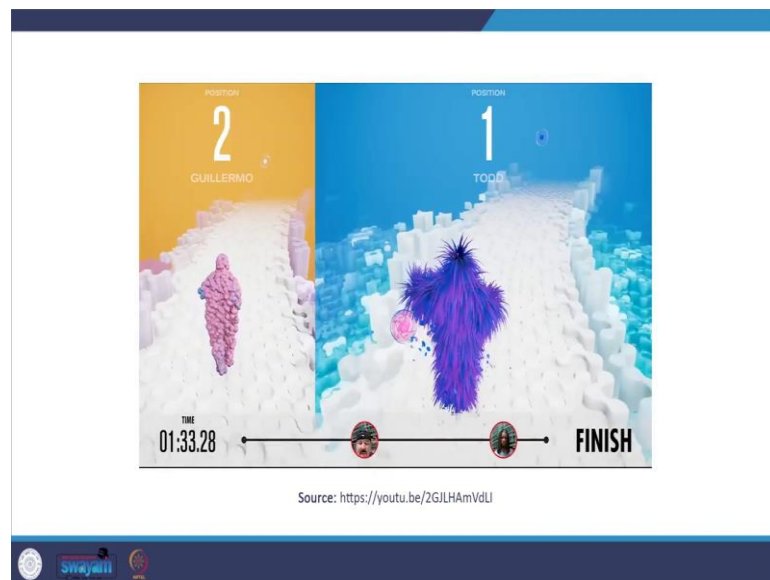 POSITION
2
GUILLERMO
POSITION
1
TODD
TIME
01:33.28
FINISH
Source: https://youtu.be/2GJLHAmVdLI
swayam